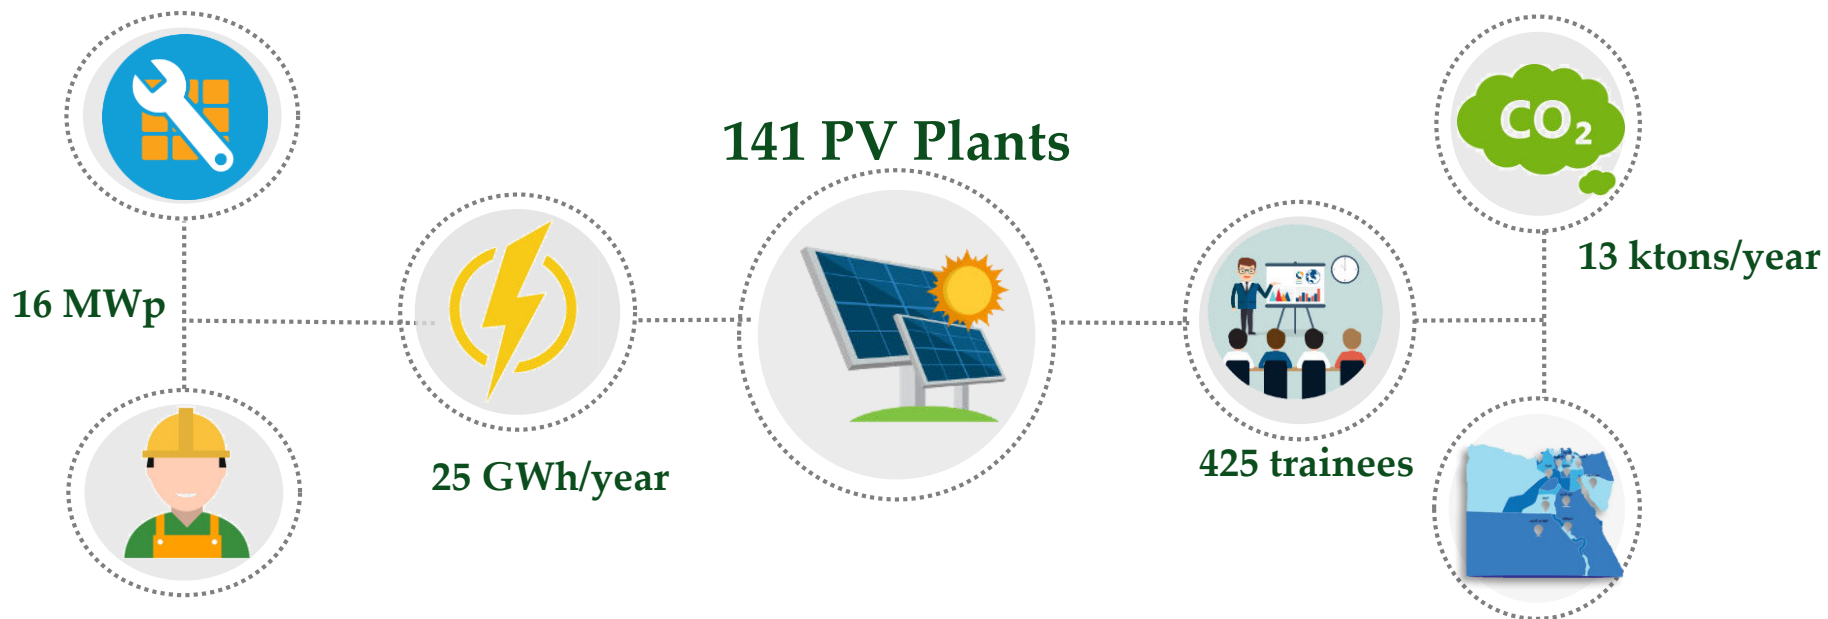 141 PV Plants
CO2
13 ktons/year
16 MWp
425 trainees
25 GWh/year